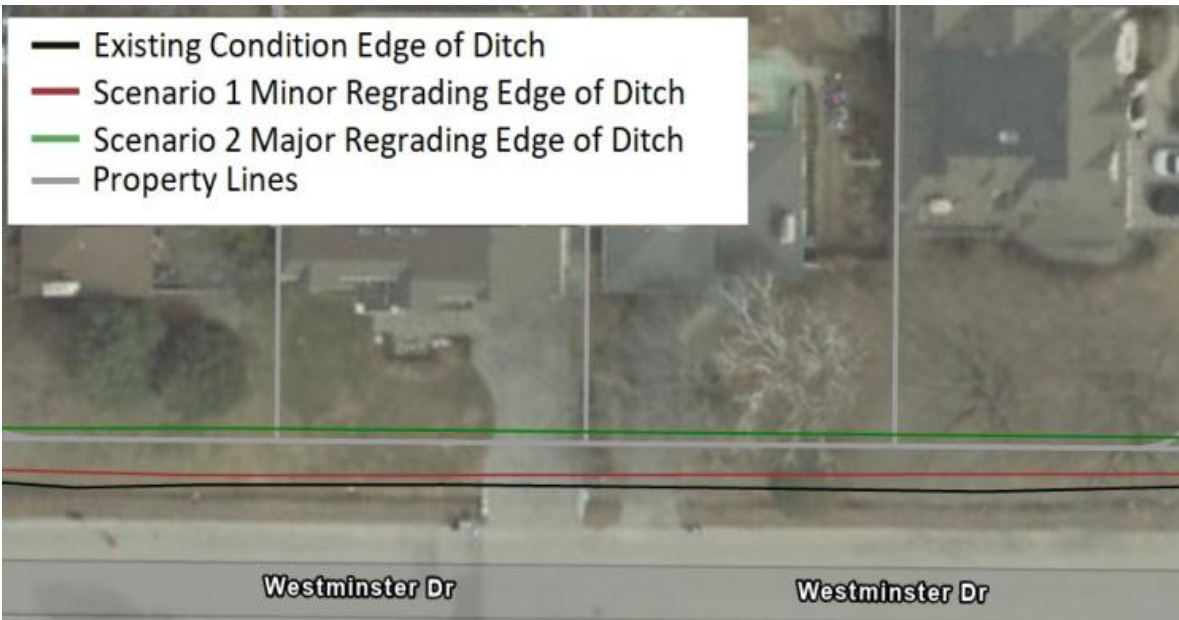 Existing Condition Edge of Ditch
Scenario 1 Minor Regrading Edge of Ditch
Scenario 2 Major Regrading Edge of Ditch
Property Lines
Westminster Dr
Westminster Dr